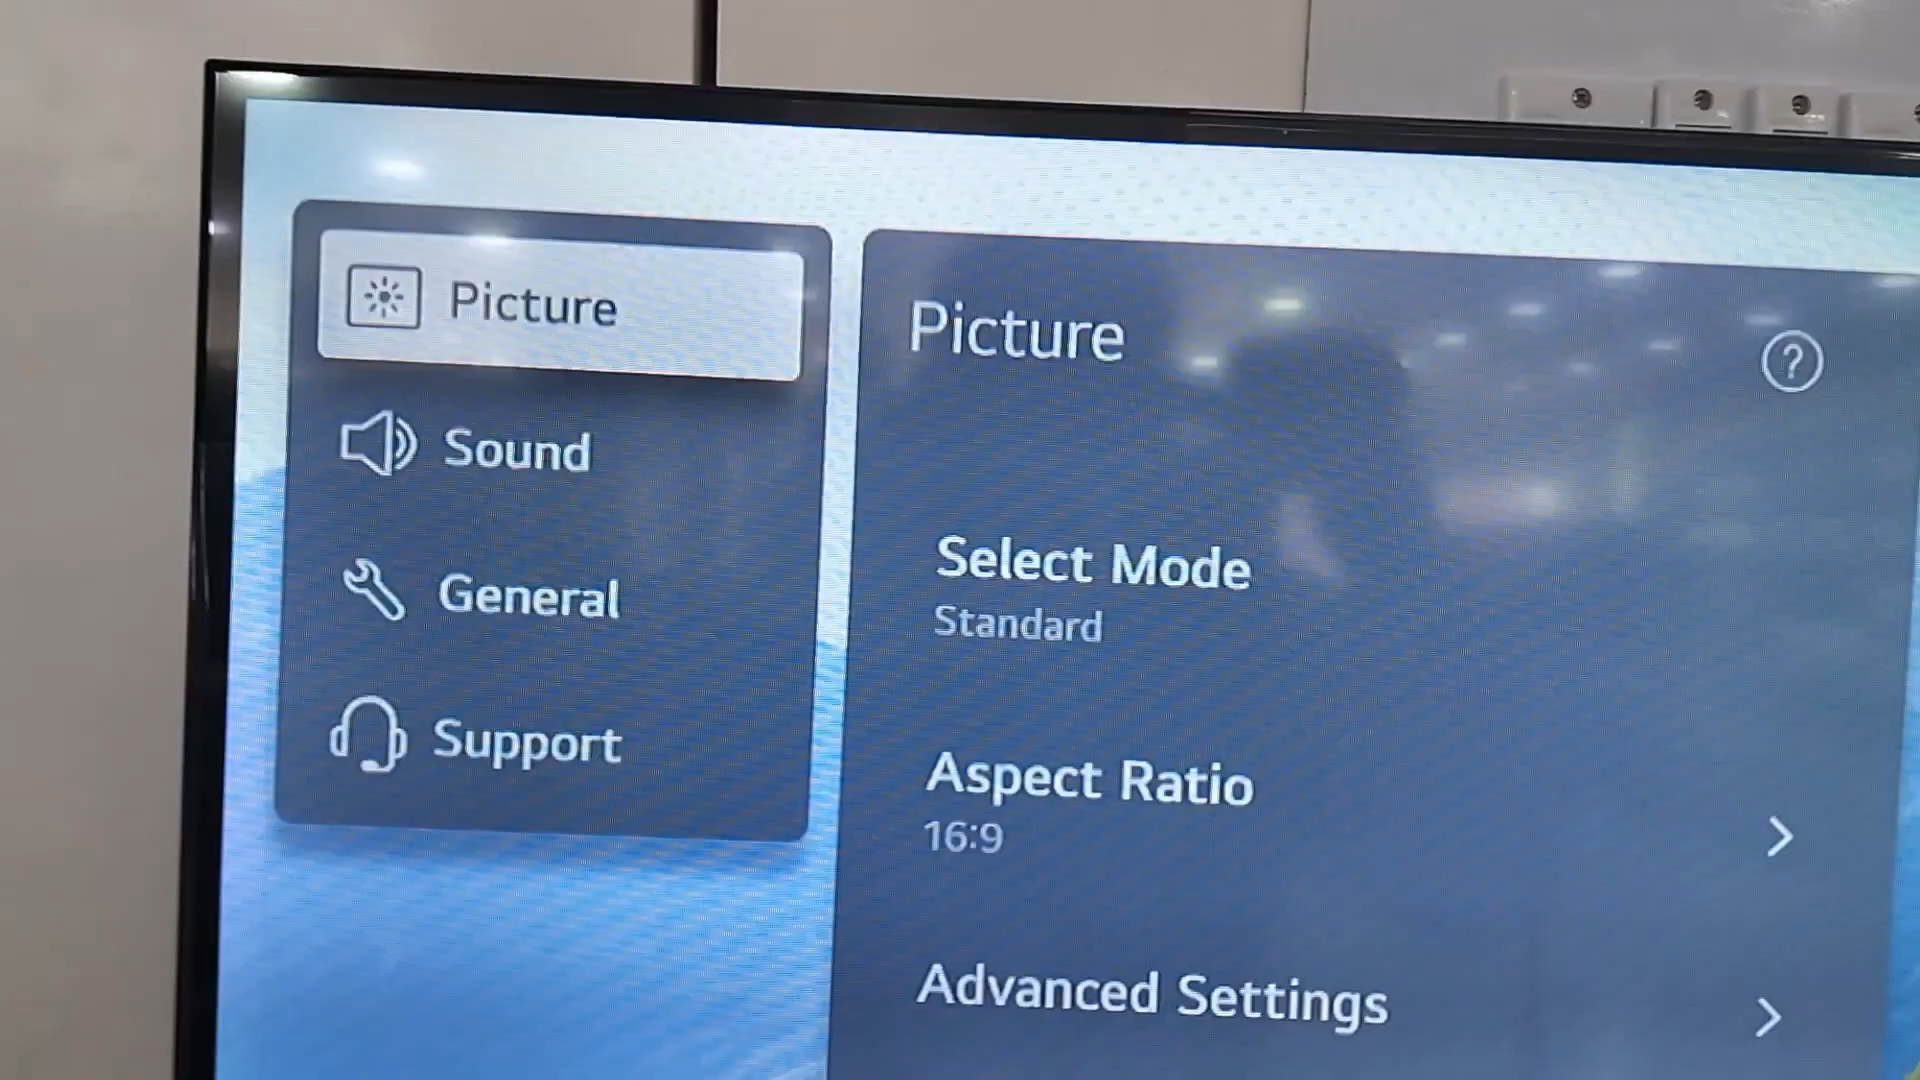 Picture
Sound
General
Support
Picture
?
Select Mode
Standard
Aspect Ratio
16:9
Advanced Settings